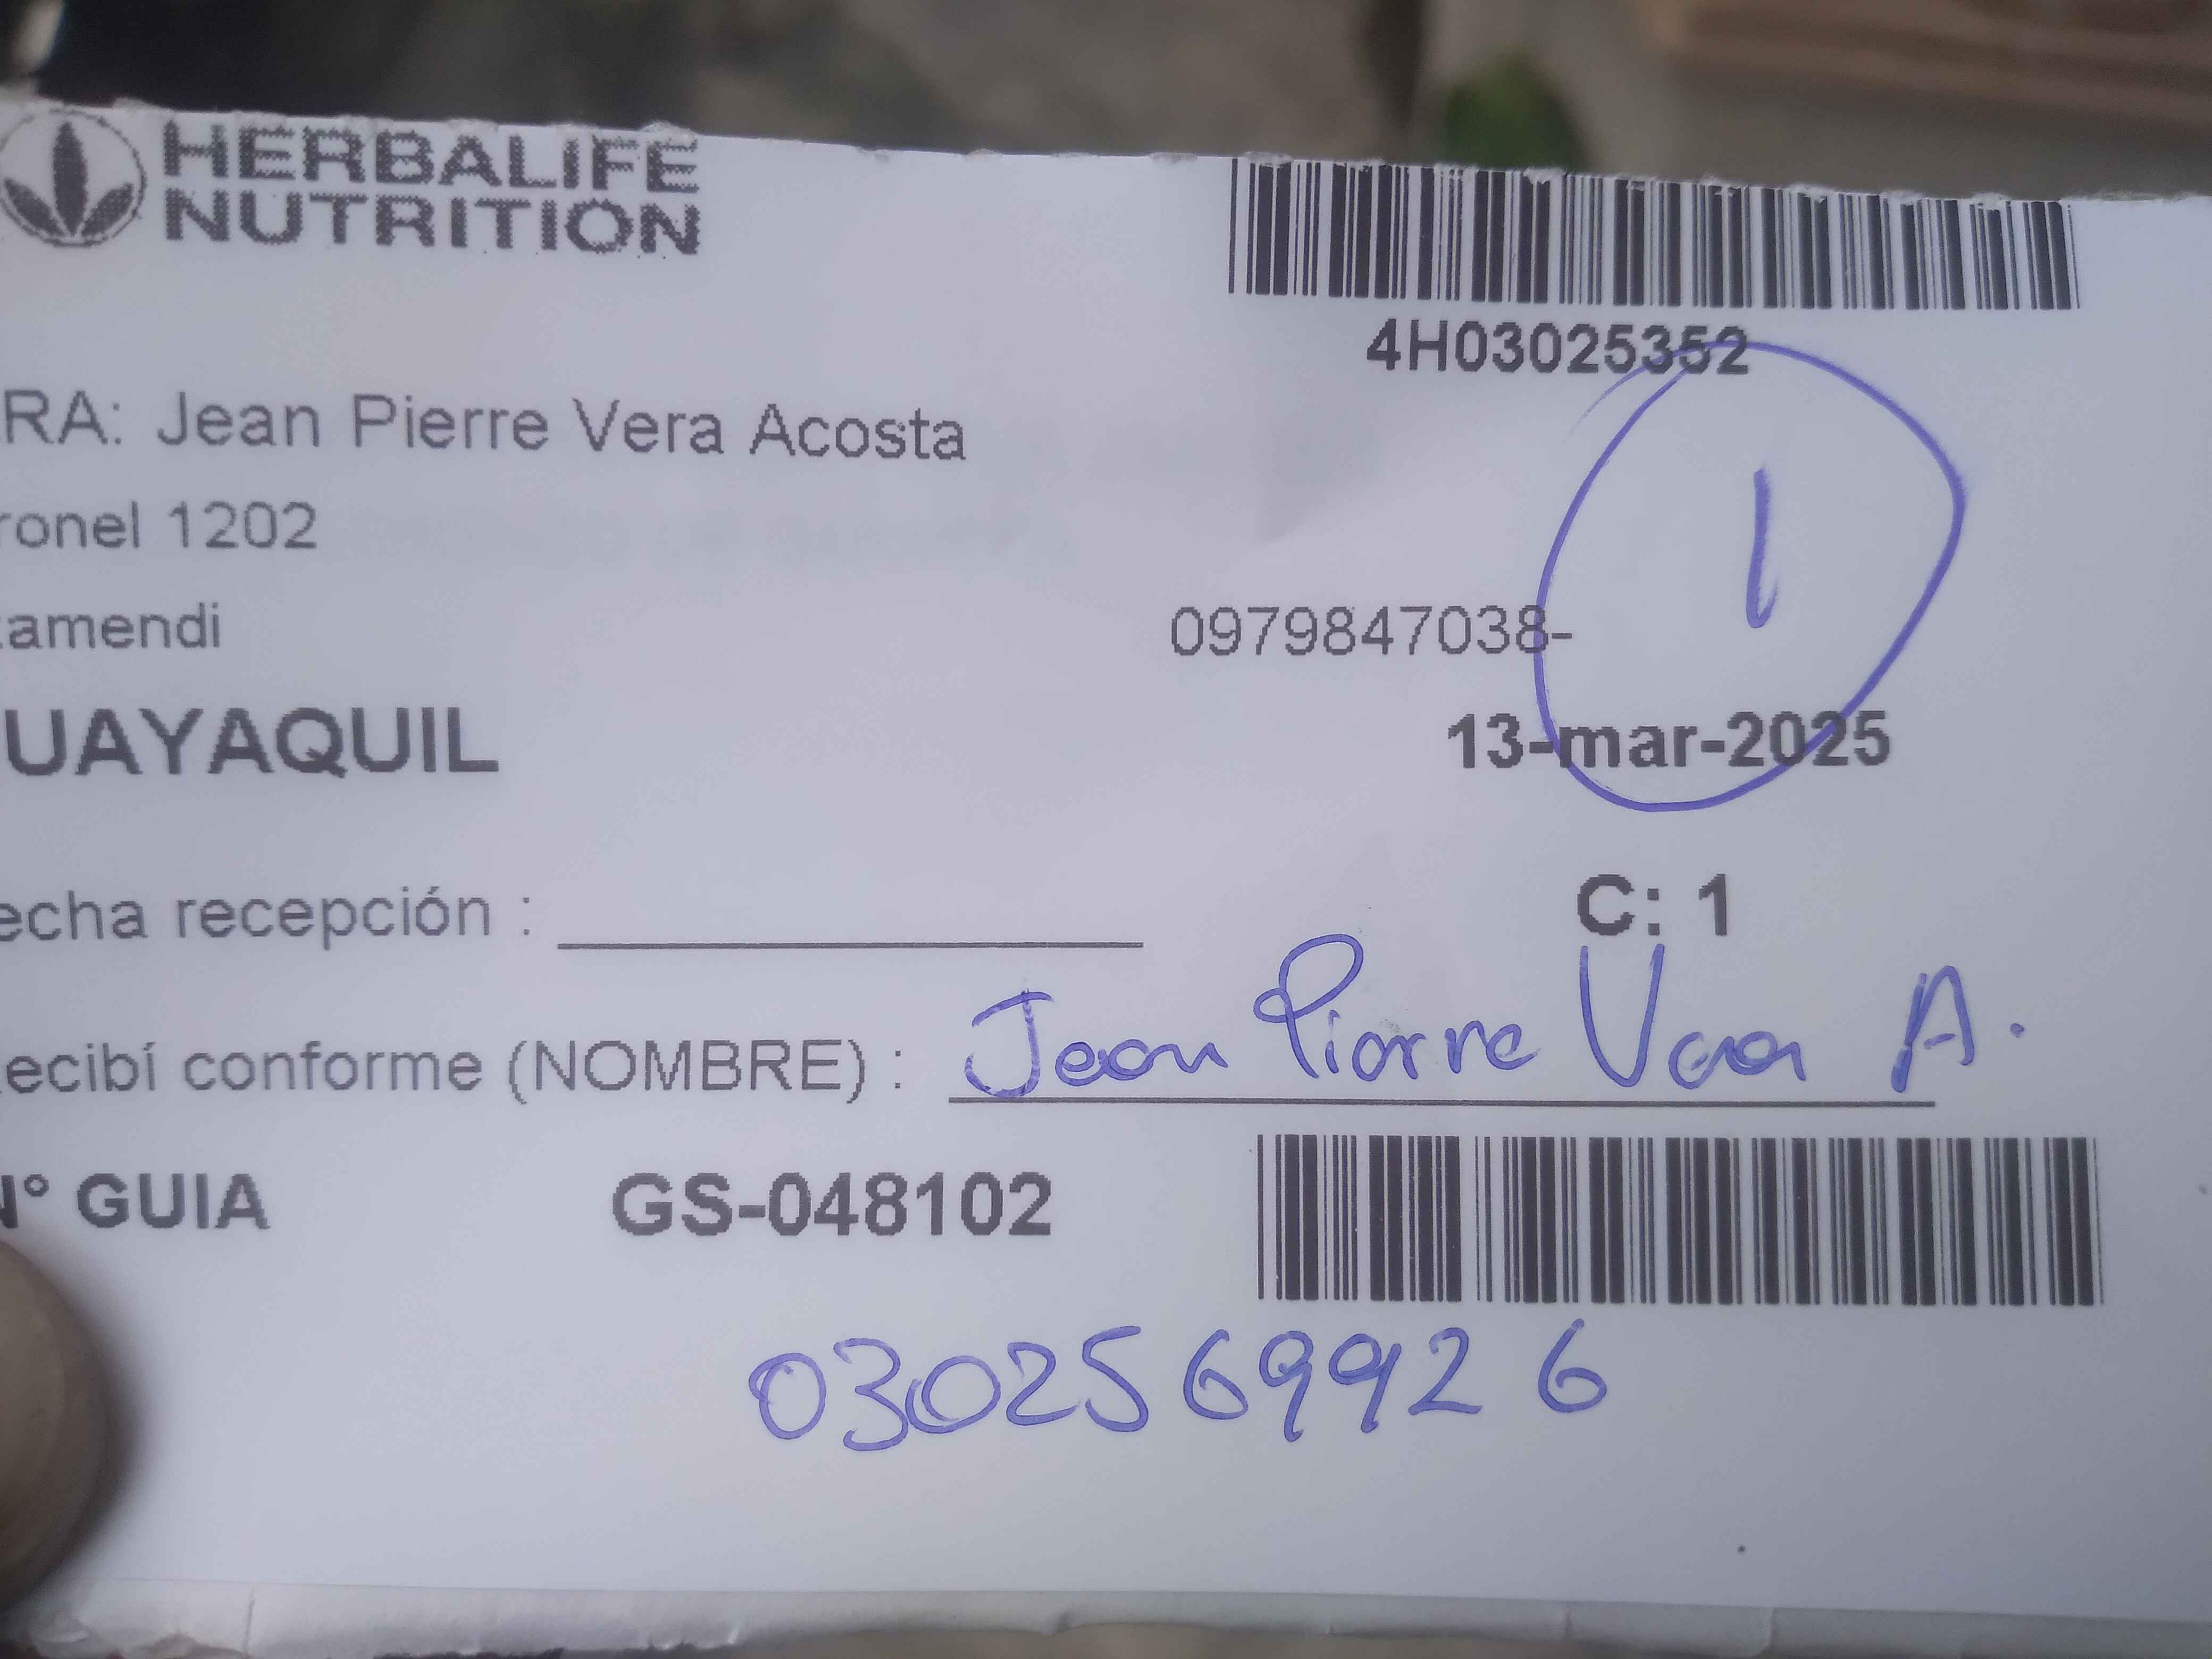 HERBALIFE
NUTRITION
4H03025352
RA: Jean Pierre Vera Acosta
ronel 1202
1
amendi
0979847038-
UAYAQUIL
13-mar-2025
echa recepción :
C: 1
ecibí conforme (NOMBRE) : Jean Pierre Vera A.
N° GUIA GS-048102
0302569926